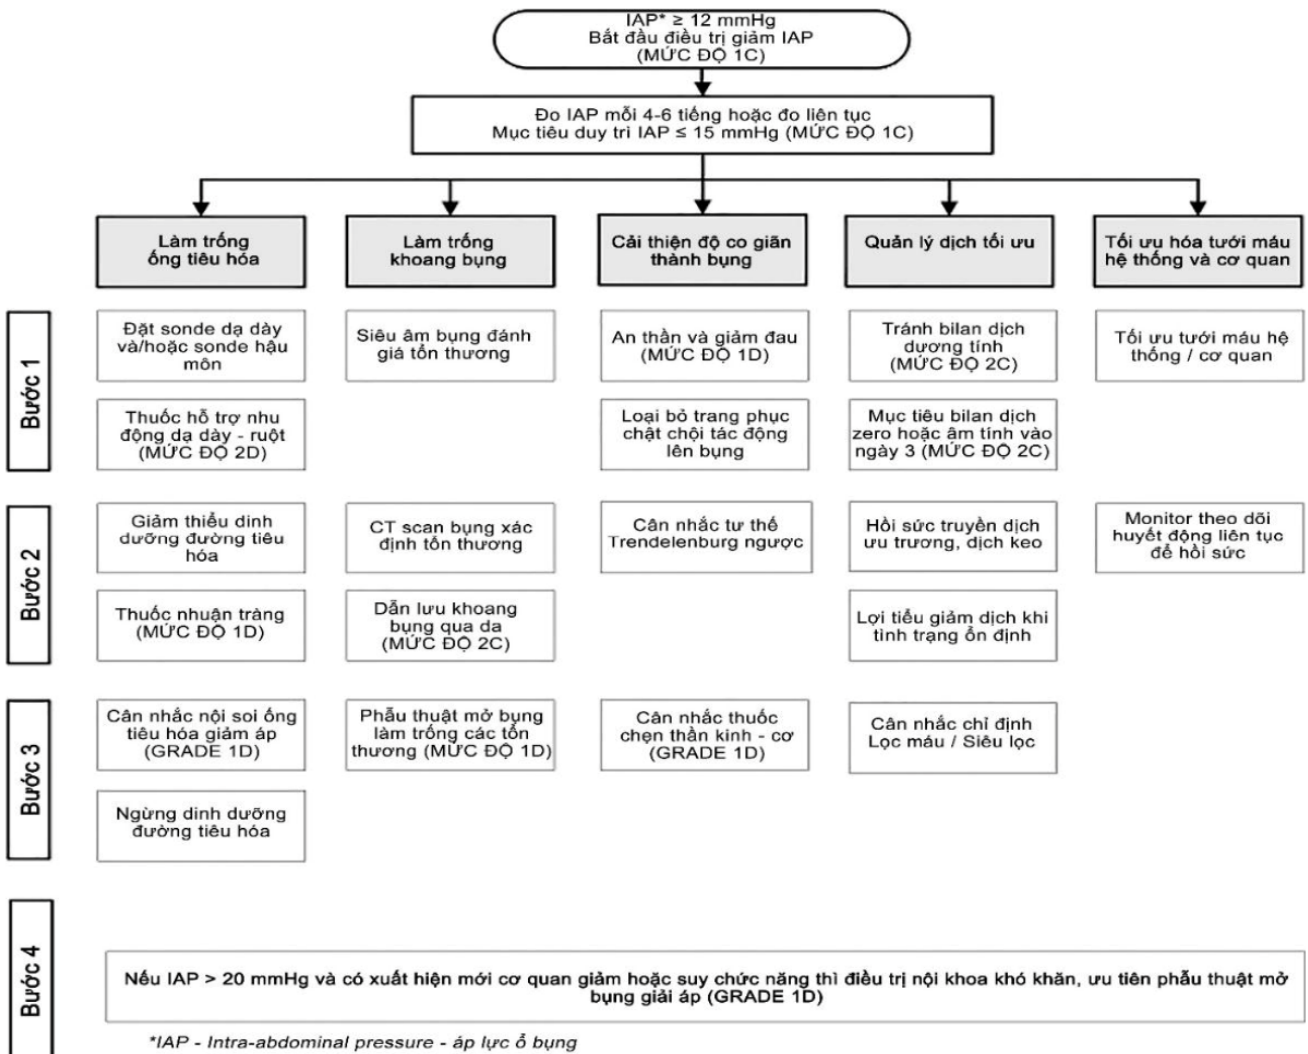 IAP* ≥ 12 mmHg
Bắt đầu điều trị giảm IAP
(MỨC ĐỘ 1C)
Đo IAP mỗi 4-6 tiếng hoặc đo liên tục
Mục tiêu duy trì IAP ≤ 15 mmHg (MỨC ĐỘ 1C)
Làm trống
ống tiêu hóa
Làm trống
khoang bụng
Cải thiện độ co giãn
thành bụng
Quản lý dịch tối ưu
Tối ưu hóa tưới máu
hệ thống và cơ quan
Bước 1
Đặt sonde dạ dày
và/hoặc sonde hậu
môn
Siêu âm bụng đánh
giá tổn thương
An thần và giảm đau
(MỨC ĐỘ 1D)
Tránh bilan dịch
dương tính
(MỨC ĐỘ 2C)
Tối ưu tưới máu hệ
thống / cơ quan
Thuốc hỗ trợ nhu
động dạ dày - ruột
(MỨC ĐỘ 2D)
Loại bỏ trang phục
chật chội tác động
lên bụng
Mục tiêu bilan dịch
zero hoặc âm tính vào
ngày 3 (MỨC ĐỘ 2C)
Bước 2
Giảm thiểu dinh
dưỡng đường tiêu
hóa
CT scan bụng xác
định tổn thương
Cân nhắc tư thế
Trendelenburg ngược
Hồi sức truyền dịch
ưu trương, dịch keo
Monitor theo dõi
huyết động liên tục
để hồi sức
Thuốc nhuận tràng
(MỨC ĐỘ 1D)
Dẫn lưu khoang
bụng qua da
(MỨC ĐỘ 2C)
Lợi tiểu giảm dịch khi
tình trạng ổn định
Bước 3
Cân nhắc nội soi ống
tiêu hóa giảm áp
(GRADE 1D)
Phẫu thuật mở bụng
làm trống các tổn
thương (MỨC ĐỘ 1D)
Cân nhắc thuốc
chẹn thần kinh - cơ
(GRADE 1D)
Cân nhắc chỉ định
Lọc máu / Siêu lọc
Ngừng dinh dưỡng
đường tiêu hóa
Bước 4
Nếu IAP > 20 mmHg và có xuất hiện mới cơ quan giảm hoặc suy chức năng thì điều trị nội khoa khó khăn, ưu tiên phẫu thuật mở
bụng giải áp (GRADE 1D)
*IAP - Intra-abdominal pressure - áp lực ổ bụng